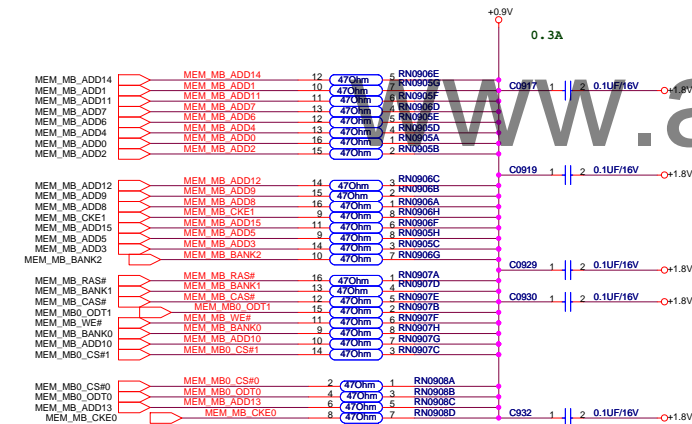 +0.9V
0.3A
MEM_MB_ADD14 MEM_MB_ADD14 12 47Ohm 5 RN0906E
MEM_MB_ADD1 MEM_MB_ADD1 10 47Ohm 7 RN0905G C0917 1 2 0.1UF/16V +1.8V
MEM_MB_ADD11 MEM_MB_ADD11 11 47Ohm 6 RN0905F
MEM_MB_ADD7 MEM_MB_ADD7 13 47Ohm 4 RN0906D
MEM_MB_ADD6 MEM_MB_ADD6 12 47Ohm 5 RN0905E
MEM_MB_ADD4 MEM_MB_ADD4 13 47Ohm 4 RN0905D
MEM_MB_ADD0 MEM_MB_ADD0 16 47Ohm 1 RN0905A
MEM_MB_ADD2 MEM_MB_ADD2 15 47Ohm 2 RN0905B
www.a
C0919 1 2 0.1UF/16V +1.8V
MEM_MB_ADD12 MEM_MB_ADD12 14 47Ohm 3 RN0906C
MEM_MB_ADD9 MEM_MB_ADD9 15 47Ohm 2 RN0906B
MEM_MB_ADD8 MEM_MB_ADD8 16 47Ohm 1 RN0906A
MEM_MB_CKE1 MEM_MB_CKE1 9 47Ohm 8 RN0906H
MEM_MB_ADD15 MEM_MB_ADD15 11 47Ohm 6 RN0906F
MEM_MB_ADD5 MEM_MB_ADD5 9 47Ohm 8 RN0905H
MEM_MB_ADD3 MEM_MB_ADD3 14 47Ohm 3 RN0905C
MEM_MB_BANK2 MEM_MB_BANK2 10 47Ohm 7 RN0906G
C0929 1 2 0.1UF/16V +1.8V
MEM_MB_RAS# MEM_MB_RAS# 16 47Ohm 1 RN0907A
MEM_MB_BANK1 MEM_MB_BANK1 13 47Ohm 4 RN0907D
MEM_MB_CAS# MEM_MB_CAS# 12 47Ohm 5 RN0907E C0930 1 2 0.1UF/16V +1.8V
MEM_MB0_ODT1 MEM_MB0_ODT1 15 47Ohm 2 RN0907B
MEM_MB_WE# MEM_MB_WE# 11 47Ohm 6 RN0907F
MEM_MB_BANK0 MEM_MB_BANK0 9 47Ohm 8 RN0907H
MEM_MB_ADD10 MEM_MB_ADD10 10 47Ohm 7 RN0907G
MEM_MB0_CS#1 MEM_MB0_CS#1 14 47Ohm 3 RN0907C
MEM_MB0_CS#0 MEM_MB0_CS#0 2 47Ohm 1 RN0908A
MEM_MB0_ODT0 MEM_MB0_ODT0 4 47Ohm 3 RN0908B
MEM_MB_ADD13 MEM_MB_ADD13 6 47Ohm 5 RN0908C
MEM_MB_CKE0 MEM_MB_CKE0 8 47Ohm 7 RN0908D C932 1 2 0.1UF/16V +1.8V